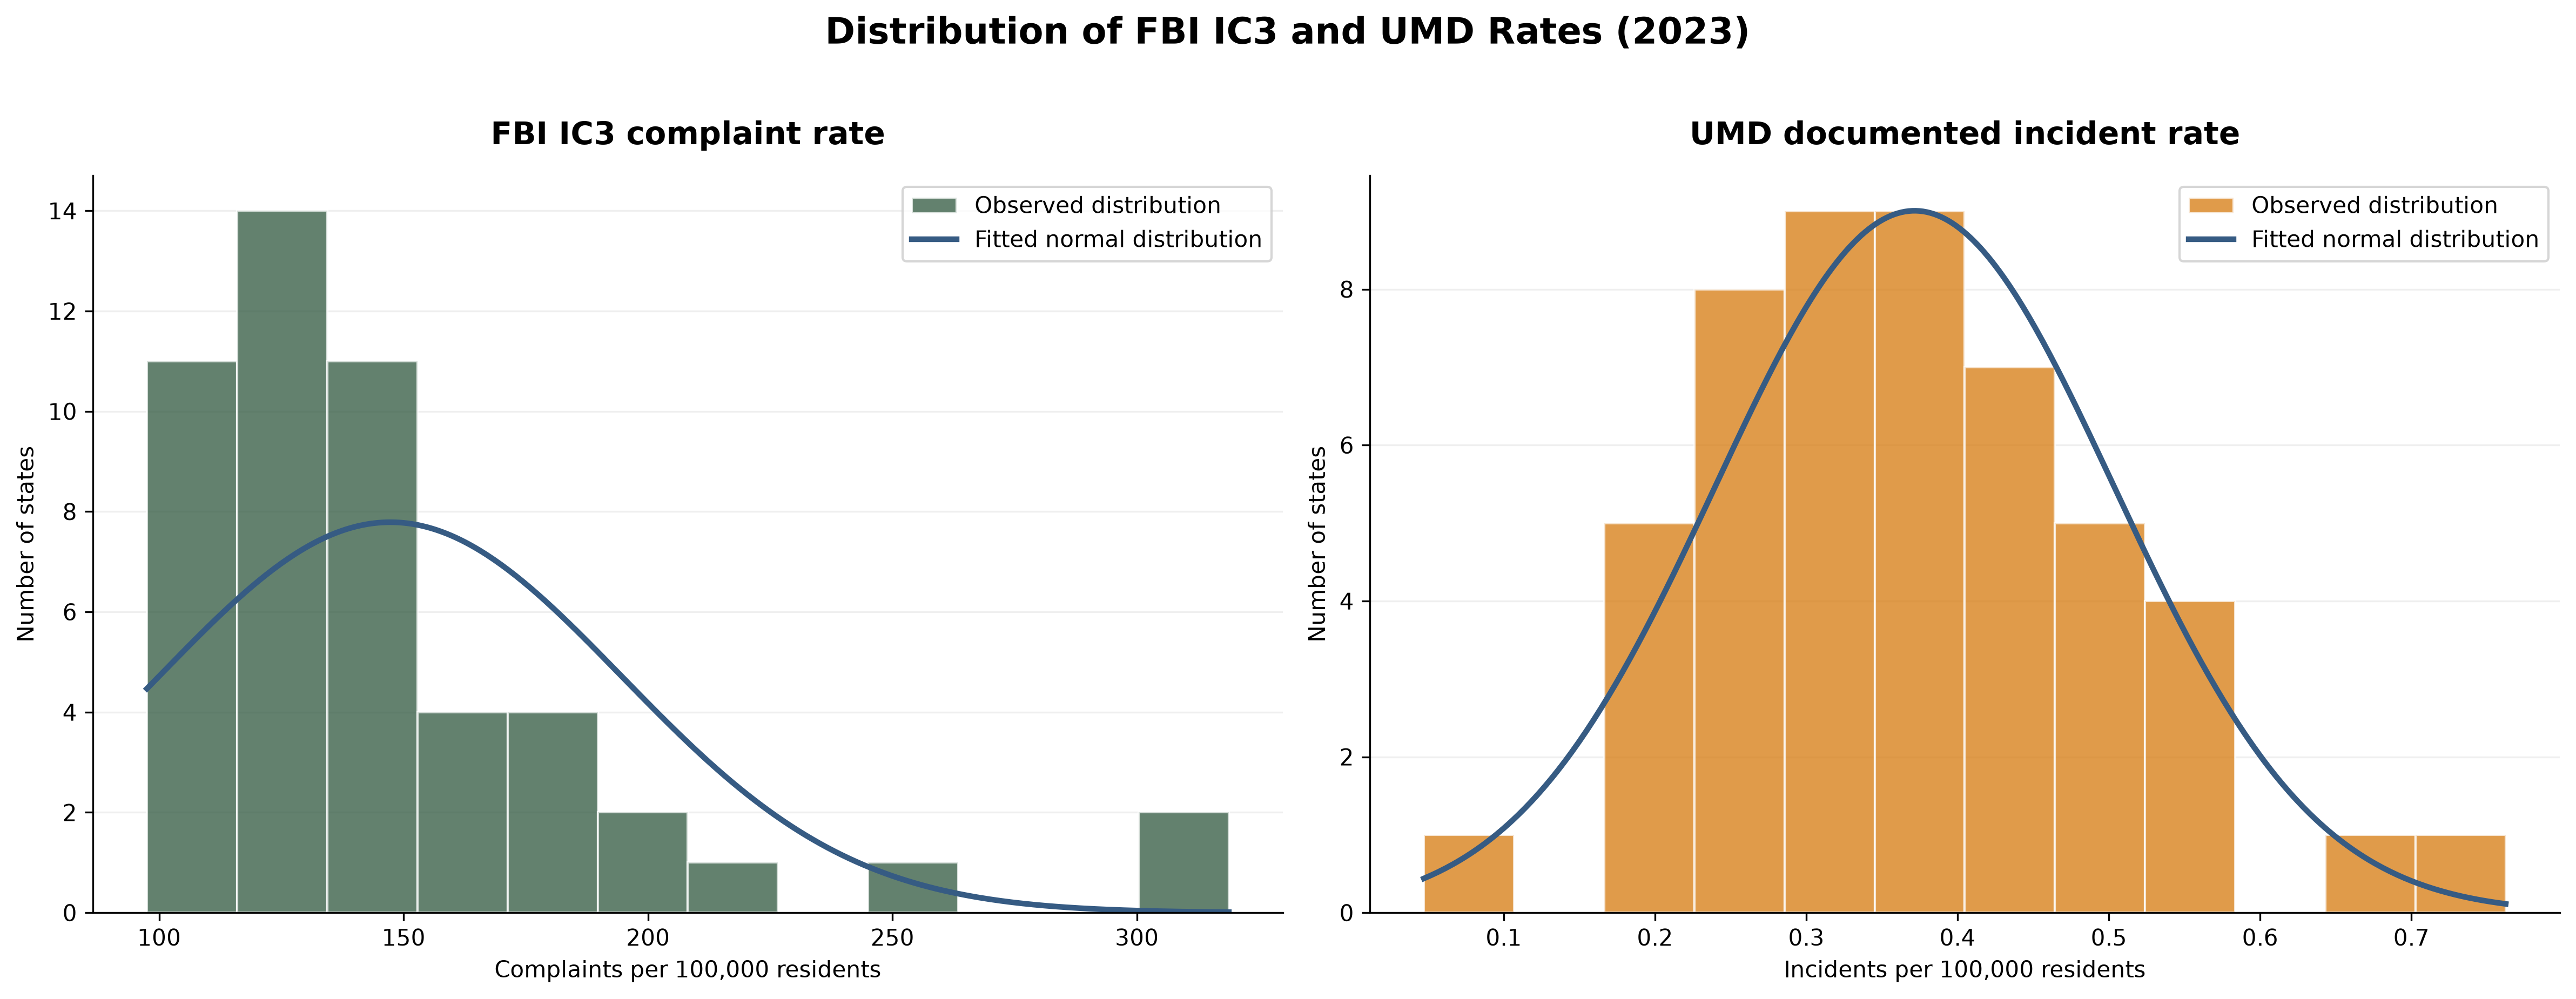 Distribution of FBI IC3 and UMD Rates (2023)
FBI IC3 complaint rate
Observed distribution
Fitted normal distribution
Number of states
14
12
10
8
6
4
2
0
100
150
200
250
300
Complaints per 100,000 residents
UMD documented incident rate
Observed distribution
Fitted normal distribution
Number of states
8
6
4
2
0
0.1
0.2
0.3
0.4
0.5
0.6
0.7
Incidents per 100,000 residents